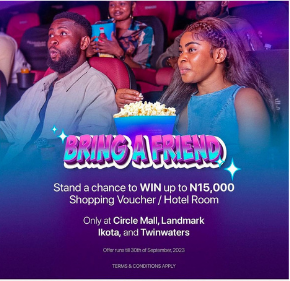 BRING A FRIEND
Stand a chance to WIN up to N15,000
Shopping Voucher / Hotel Room
Only at Circle Mall, Landmark
Ikota, and Twinwaters
Offer runs till 30th of September, 2023
TERMS & CONDITIONS APPLY